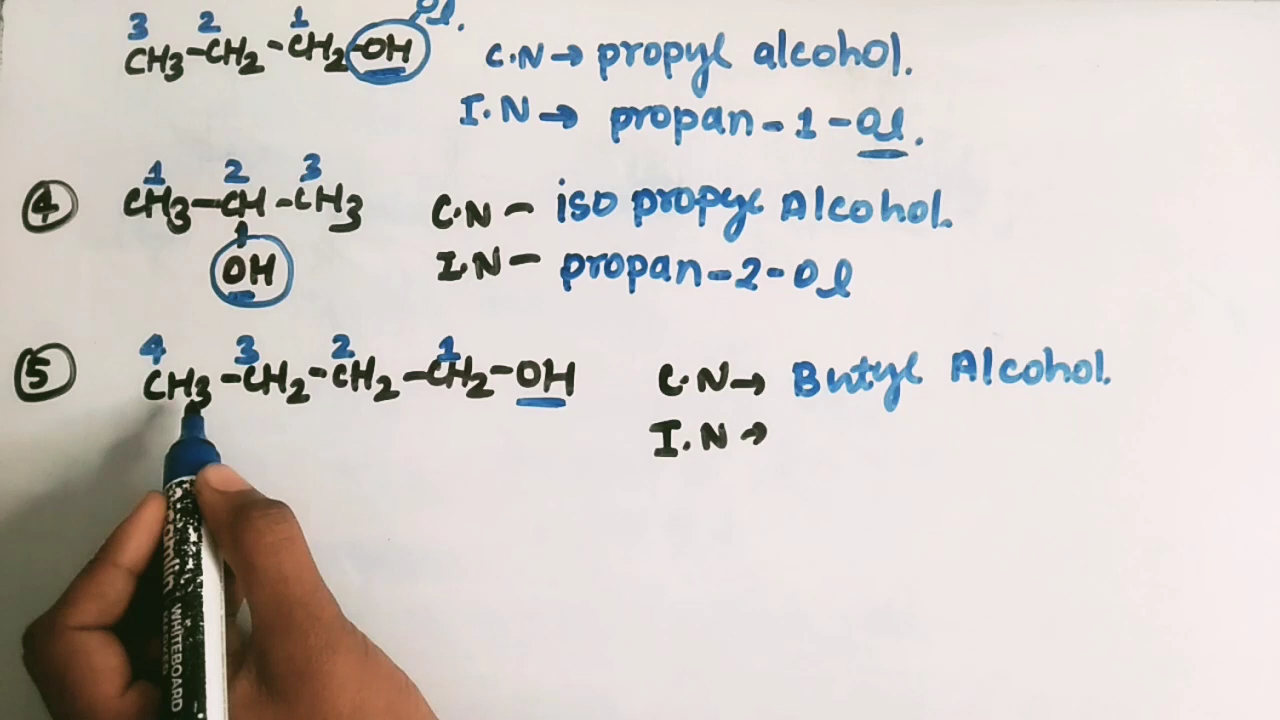 3 2 1 Ol.
CH3-CH2-CH2-OH C.N→ propyl alcohol.
I.N→ propan-1-Ol.
1 2 3
④ CH3-CH-CH3 C.N- iso propyl Alcohol.
OH I.N- propan-2-Ol
4 3 2 1
⑤ CH3-CH2-CH2-CH2-OH C.N→ Butyl Alcohol.
I.N→
WHITEBOARD